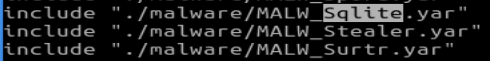 include "./malware/MALW_Sqlite.yar"
include "./malware/MALW_Stealer.yar"
include "./malware/MALW_Surtr.yar"